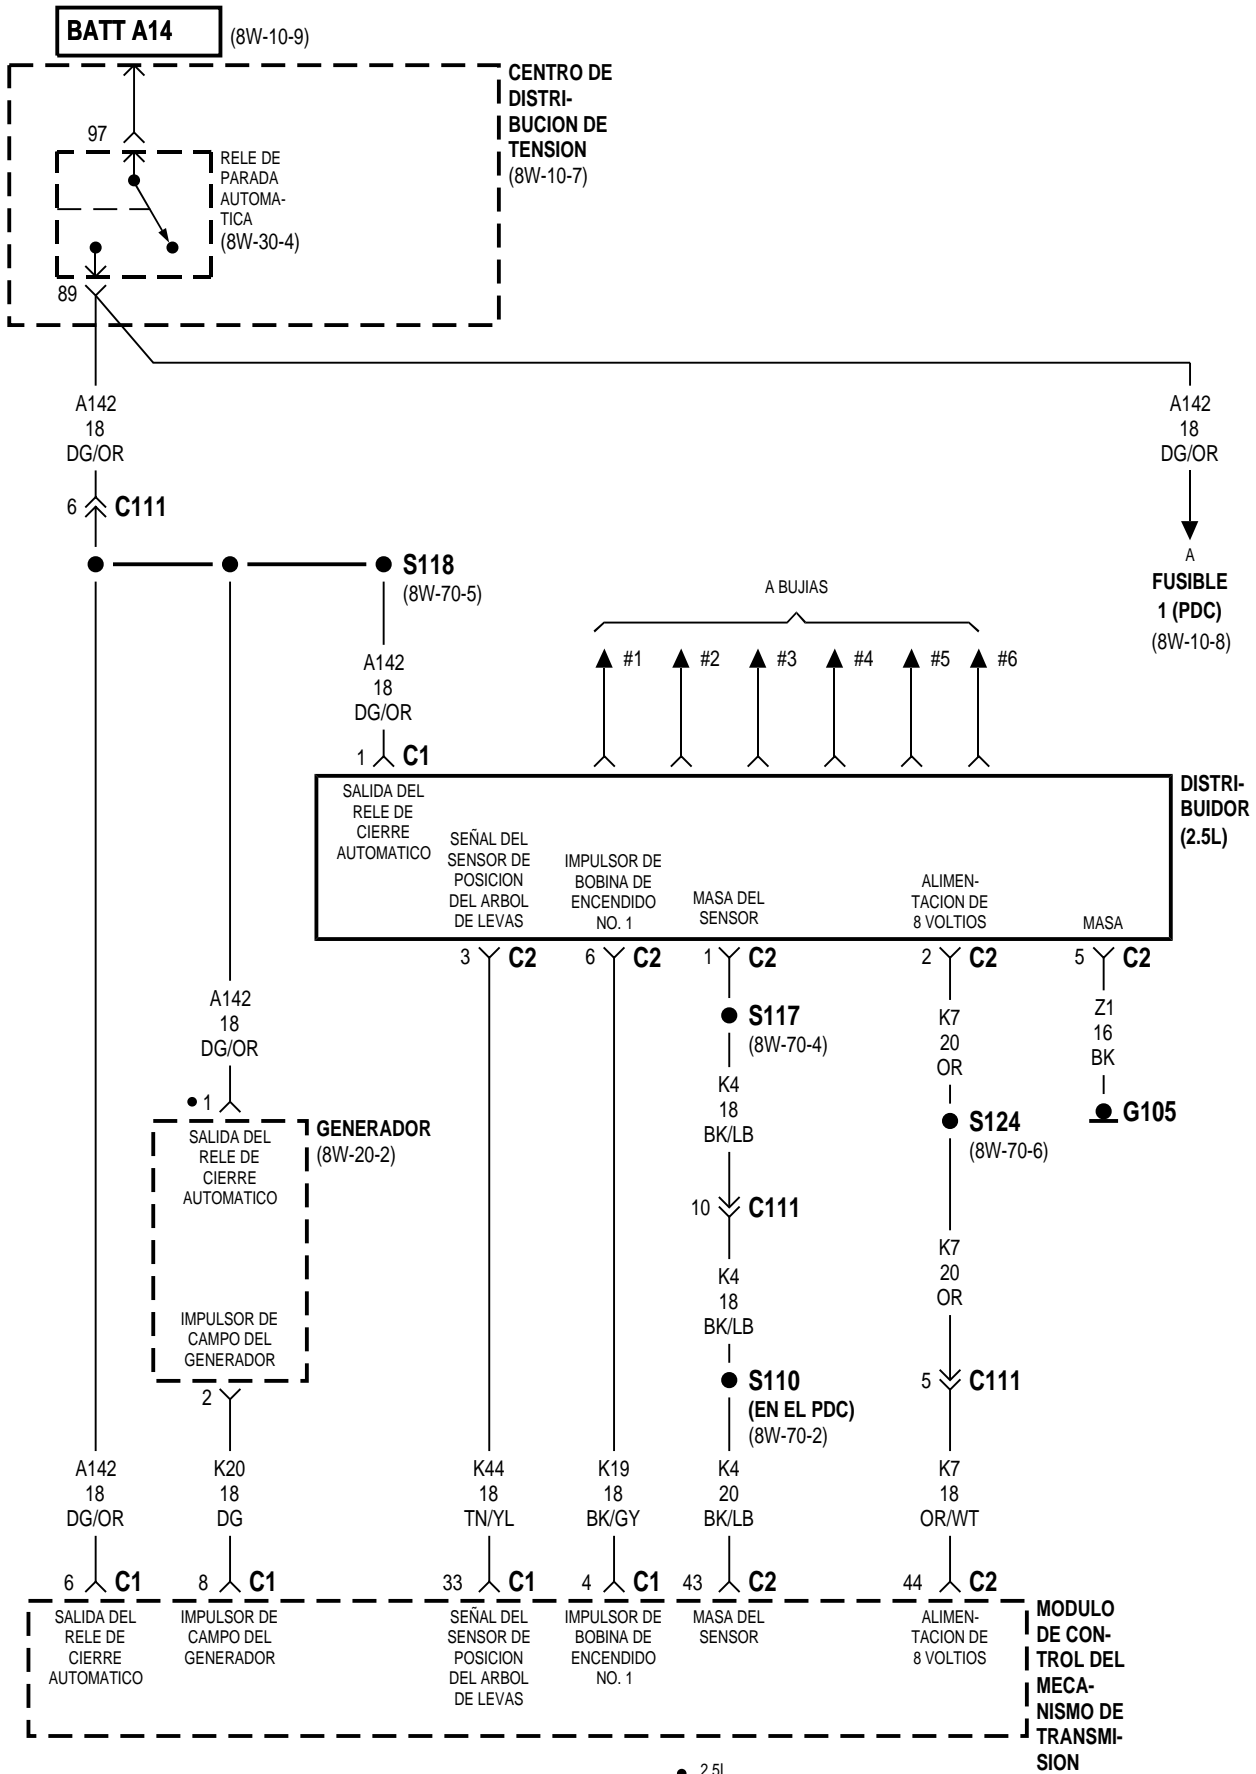 BATT A14
(8W-10-9)
CENTRO DE
DISTRI-
BUCION DE
TENSION
(8W-10-7)
97
RELE DE
PARADA
AUTOMA-
TICA
(8W-30-4)
89
A142
18
DG/OR
A142
18
DG/OR
6 C111
S118
(8W-70-5)
A
FUSIBLE
1 (PDC)
(8W-10-8)
A BUJIAS
#1 #2 #3 #4 #5 #6
A142
18
DG/OR
1 C1
DISTRI-
BUIDOR
(2.5L)
SALIDA DEL
RELE DE
CIERRE
AUTOMATICO
SEÑAL DEL
SENSOR DE
POSICION
DEL ARBOL
DE LEVAS
IMPULSOR DE
BOBINA DE
ENCENDIDO
NO. 1
MASA DEL
SENSOR
ALIMEN-
TACION DE
8 VOLTIOS
MASA
3 C2 6 C2 1 C2 2 C2 5 C2
A142
18
DG/OR
S117
(8W-70-4)
K7
20
OR
Z1
16
BK
K4
18
BK/LB
G105
S124
(8W-70-6)
1
GENERADOR
(8W-20-2)
SALIDA DEL
RELE DE
CIERRE
AUTOMATICO
10 C111
K4
18
BK/LB
K7
20
OR
IMPULSOR DE
CAMPO DEL
GENERADOR
2
S110
(EN EL PDC)
(8W-70-2)
5 C111
A142
18
DG/OR
K20
18
DG
K44
18
TN/YL
K19
18
BK/GY
K4
20
BK/LB
K7
18
OR/WT
6 C1 8 C1 33 C1 4 C1 43 C2 44 C2
SALIDA DEL
RELE DE
CIERRE
AUTOMATICO
IMPULSOR DE
CAMPO DEL
GENERADOR
SEÑAL DEL
SENSOR DE
POSICION
DEL ARBOL
DE LEVAS
IMPULSOR DE
BOBINA DE
ENCENDIDO
NO. 1
MASA DEL
SENSOR
ALIMEN-
TACION DE
8 VOLTIOS
MODULO
DE CON-
TROL DEL
MECA-
NISMO DE
TRANSMI-
SION
• 2.5L